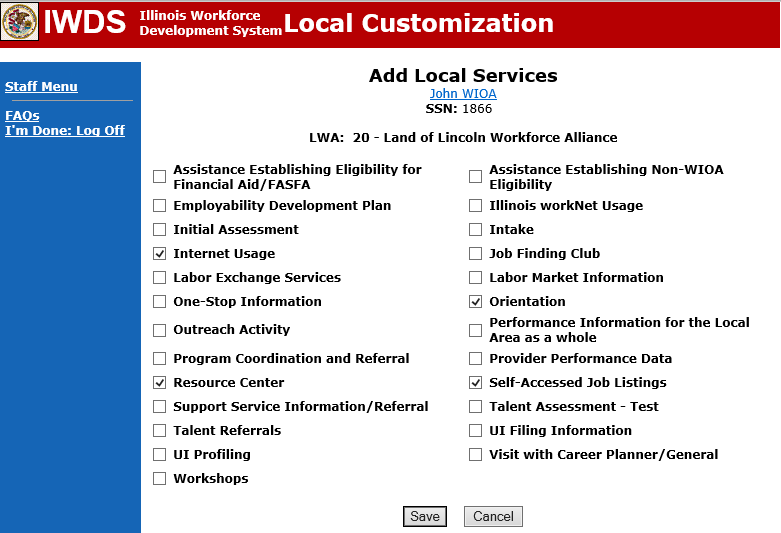 IWDS
Illinois Workforce
Development System
Local Customization
Staff Menu
FAQs
I'm Done: Log Off
Add Local Services
John WIOA
SSN: 1866
LWA: 20 - Land of Lincoln Workforce Alliance
Assistance Establishing Eligibility for
Financial Aid/FASFA
Assistance Establishing Non-WIOA
Eligibility
Employability Development Plan
Illinois workNet Usage
Initial Assessment
Intake
Internet Usage
Job Finding Club
Labor Exchange Services
Labor Market Information
One-Stop Information
Orientation
Outreach Activity
Performance Information for the Local
Area as a whole
Program Coordination and Referral
Provider Performance Data
Resource Center
Self-Accessed Job Listings
Support Service Information/Referral
Talent Assessment - Test
Talent Referrals
UI Filing Information
UI Profiling
Visit with Career Planner/General
Workshops
Save
Cancel